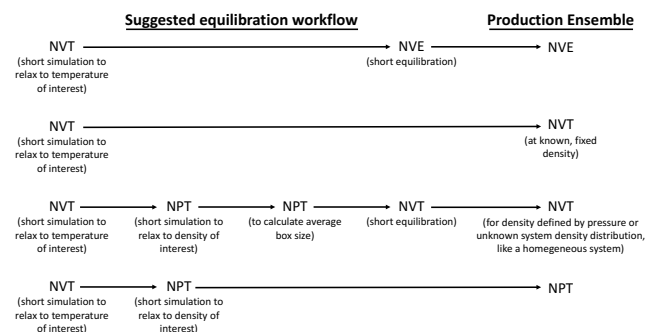 Suggested equilibration workflow Production Ensemble
NVT NVE NVE
(short simulation to (short equilibration)
relax to temperature
of interest)
NVT NVT
(short simulation to (at known, fixed
relax to temperature density)
of interest)
NVT NPT NPT NVT NVT
(short simulation to (short simulation to (to calculate average (short equilibration) (for density defined by pressure or
relax to temperature relax to density of box size) unknown system density distribution,
of interest) interest) like a homegeneous system)
NVT NPT NPT
(short simulation to (short simulation to
relax to temperature relax to density of
of interest) interest)